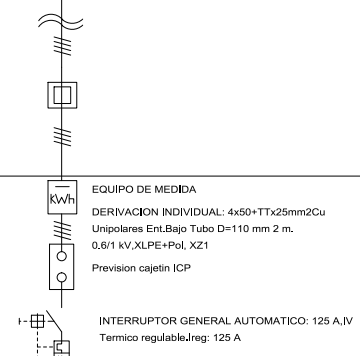 KWh
EQUIPO DE MEDIDA
DERIVACION INDIVIDUAL: 4x50+TTx25mm2Cu
Unipolares Ent.Bajo Tubo D=110 mm 2 m.
0.6/1 kV,XLPE+Pol, XZ1
Prevision cajetin ICP
INTERRUPTOR GENERAL AUTOMATICO: 125 A,IV
Termico regulable.Ireg: 125 A